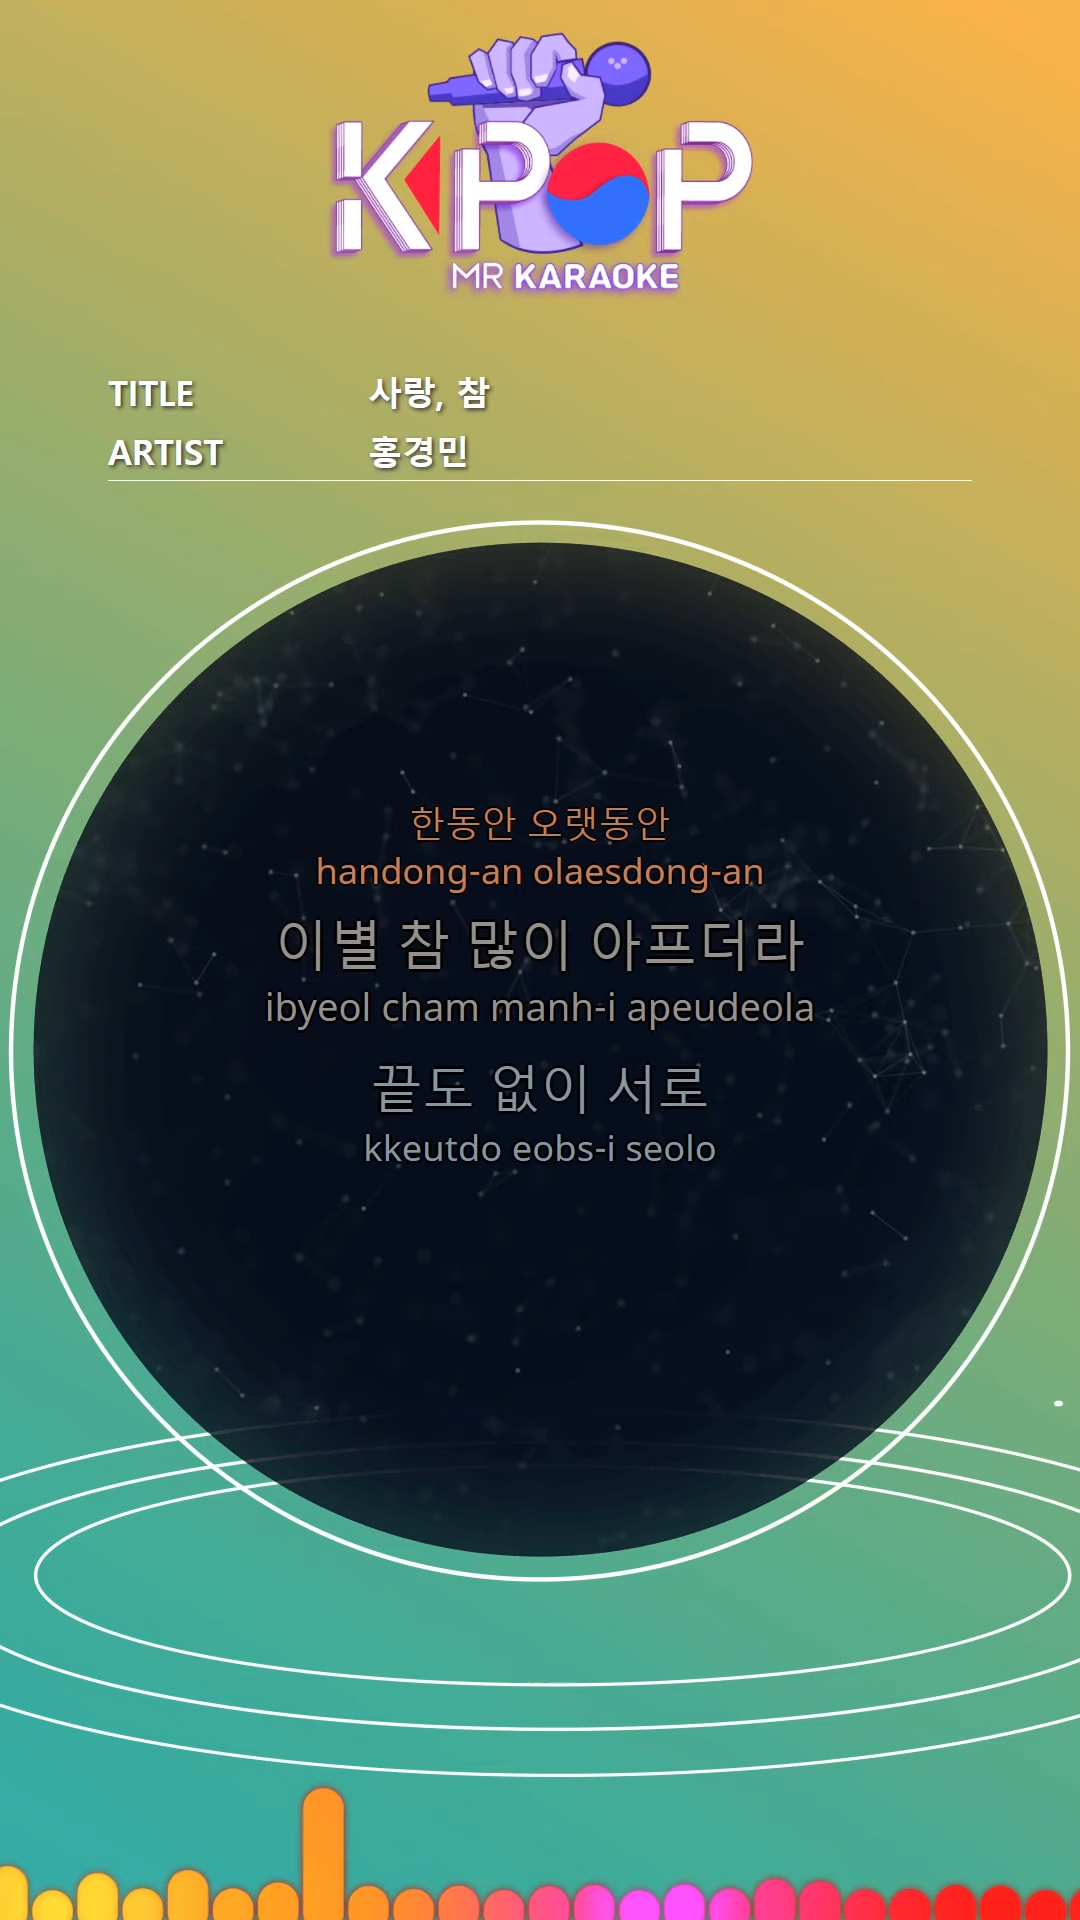 KPOP
MR KARAOKE
TITLE 사랑, 참
ARTIST 홍경민
한동안 오랫동안
handong-an olaesdong-an
이별 참 많이 아프더라
ibyeol cham manh-i apeudeola
끝도 없이 서로
kkeutdo eobs-i seolo